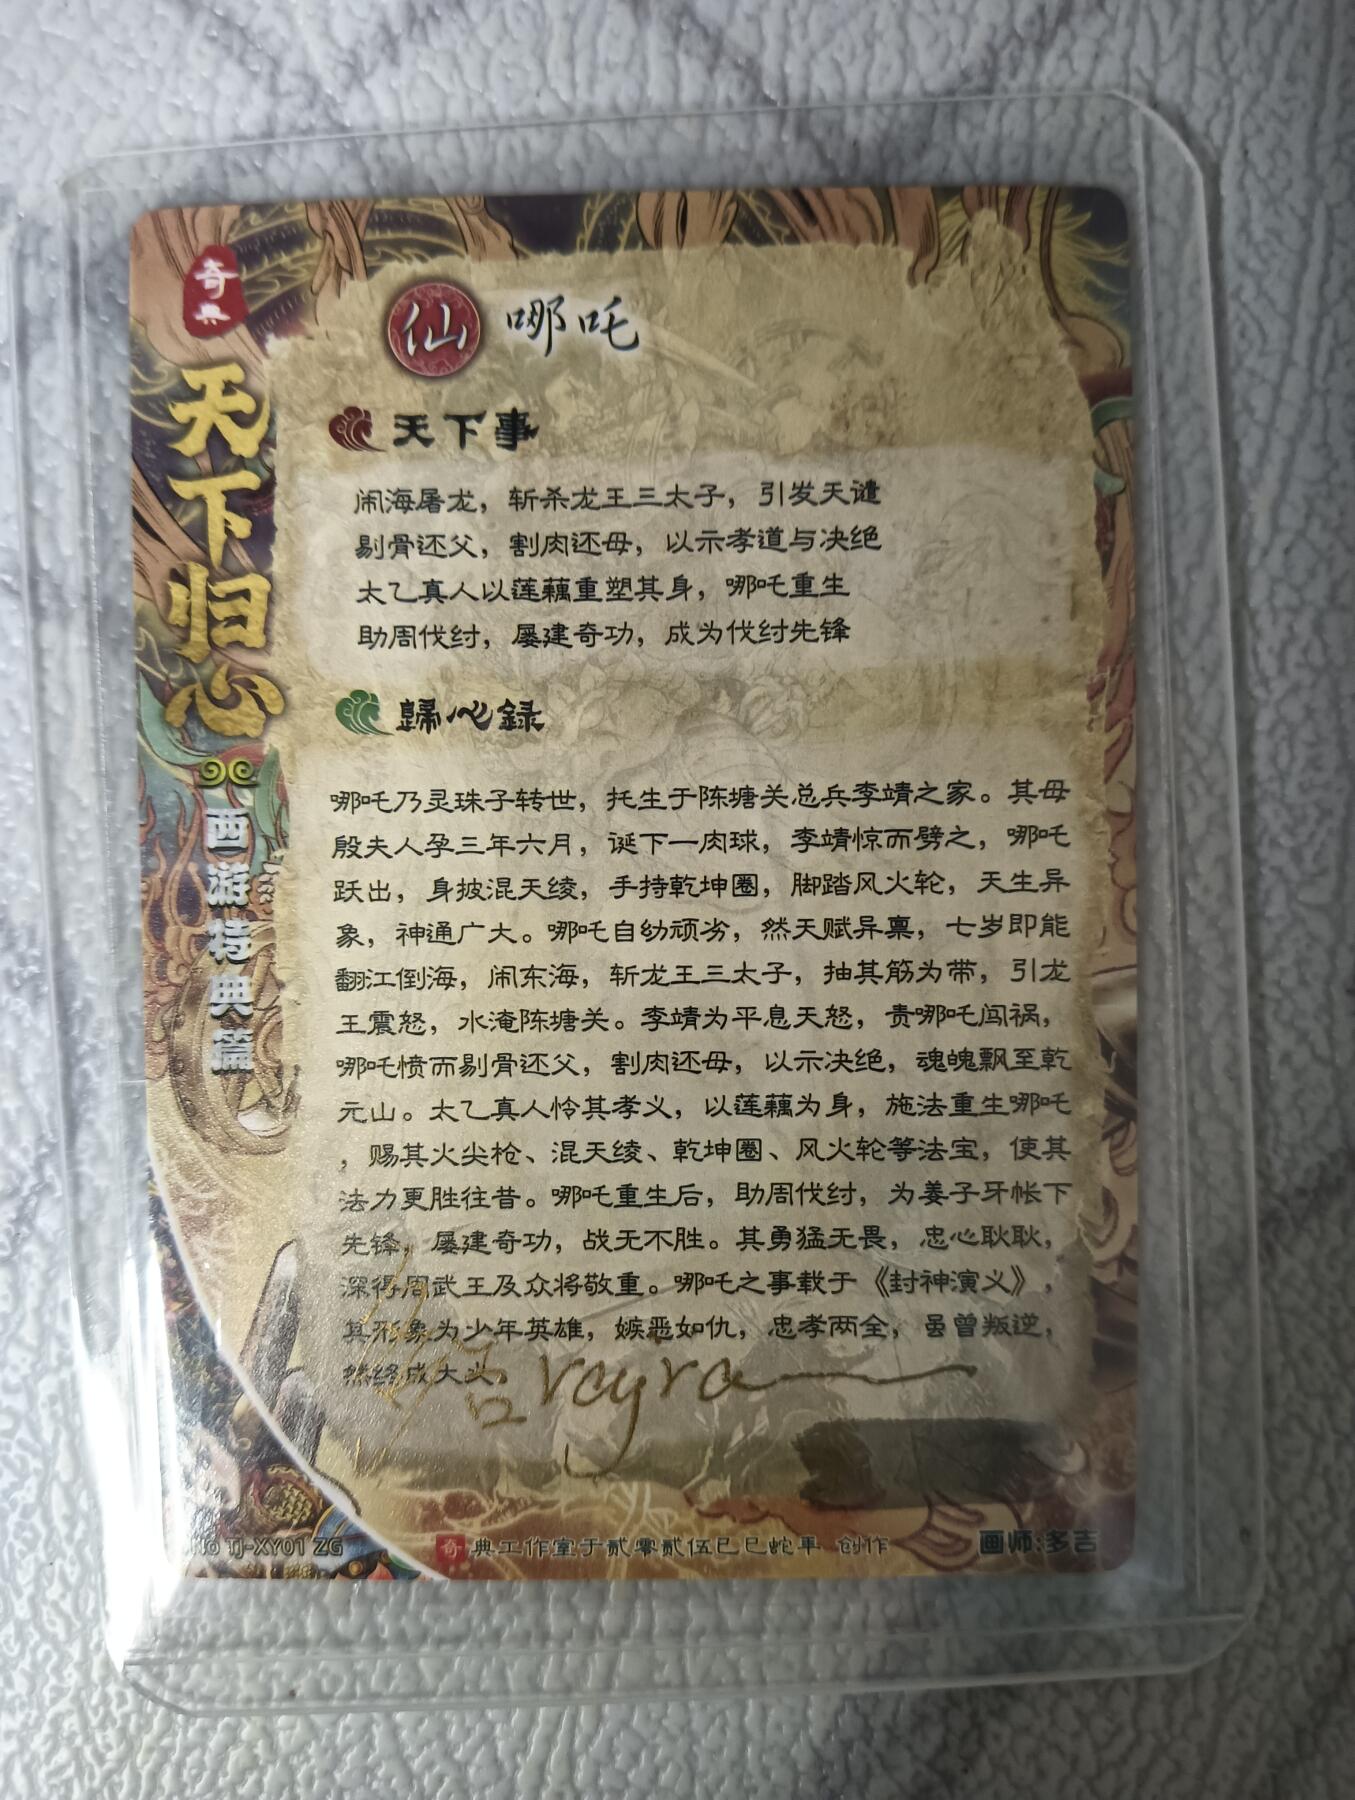 奇典
天下归心
西游标典篇
仙 哪吒
天下事
闹海屠龙，斩杀龙王三太子，引发天谴
剔骨还父，割肉还母，以示孝道与决绝
太乙真人以莲藕重塑其身，哪吒重生
助周伐纣，屡建奇功，成为伐纣先锋
歸心録
哪吒乃灵珠子转世，托生于陈塘关总兵李靖之家。其母
殷夫人孕三年六月，诞下一肉球，李靖惊而劈之，哪吒
跃出，身披混天绫，手持乾坤圈，脚踏风火轮，天生异
象，神通广大。哪吒自幼顽劣，然天赋异禀，七岁即能
翻江倒海，闹东海，斩龙王三太子，抽其筋为带，引龙
王震怒，水淹陈塘关。李靖为平息天怒，责哪吒闯祸，
哪吒愤而剔骨还父，割肉还母，以示决绝，魂魄飘至乾
元山。太乙真人怜其孝义，以莲藕为身，施法重生哪吒
，赐其火尖枪、混天绫、乾坤圈、风火轮等法宝，使其
法力更胜往昔。哪吒重生后，助周伐纣，为姜子牙帐下
先锋，屡建奇功，战无不胜。其勇猛无畏，忠心耿耿，
深得周武王及众将敬重。哪吒之事载于《封神演义》，
其形象为少年英雄，嫉恶如仇，忠孝两全，虽曾叛逆，
然终成大义
No TJ-XY01 ZG
奇典工作室于贰零贰伍巳巳蛇年 创作
画师:多吉